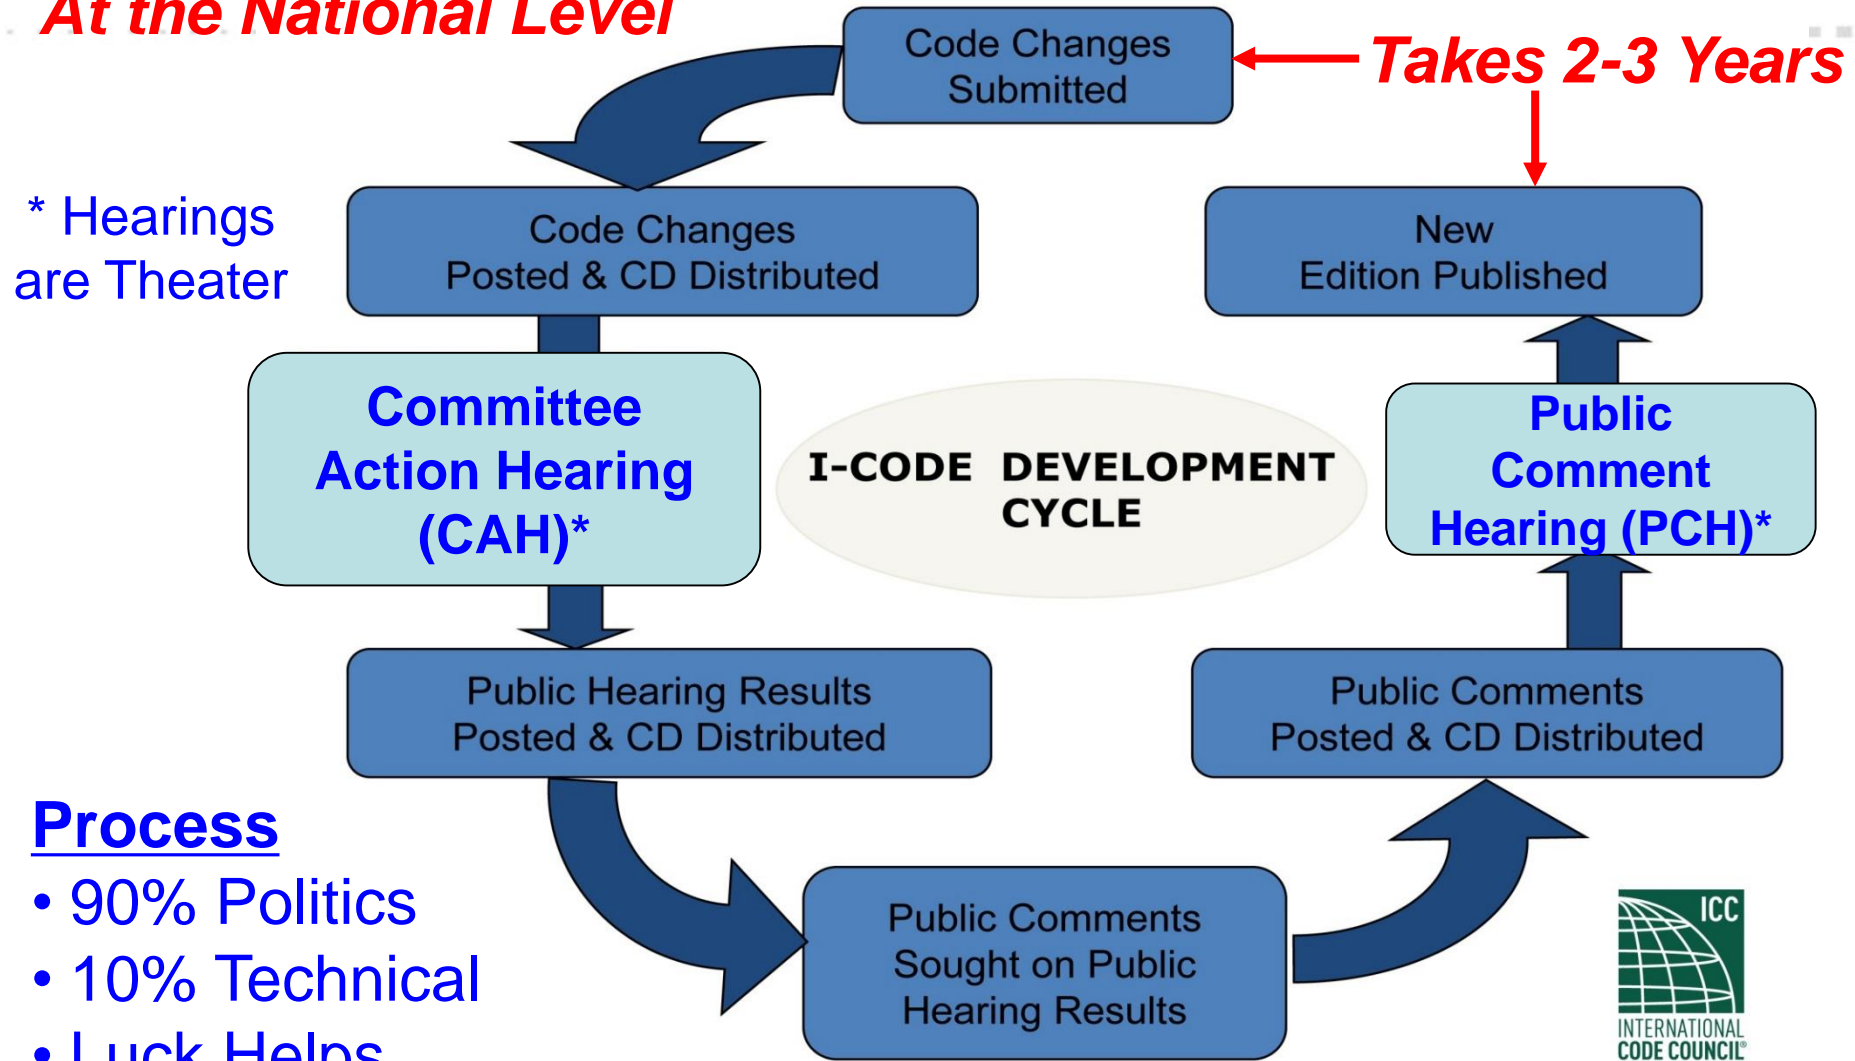 At the National Level
Code Changes
Submitted
Takes 2-3 Years
* Hearings
are Theater
Code Changes
Posted & CD Distributed
New
Edition Published
Committee
Action Hearing
(CAH)*
I-CODE DEVELOPMENT
CYCLE
Public
Comment
Hearing (PCH)*
Public Hearing Results
Posted & CD Distributed
Public Comments
Posted & CD Distributed
Process
• 90% Politics
• 10% Technical
• Luck Helps
Public Comments
Sought on Public
Hearing Results
ICC
INTERNATIONAL
CODE COUNCIL®